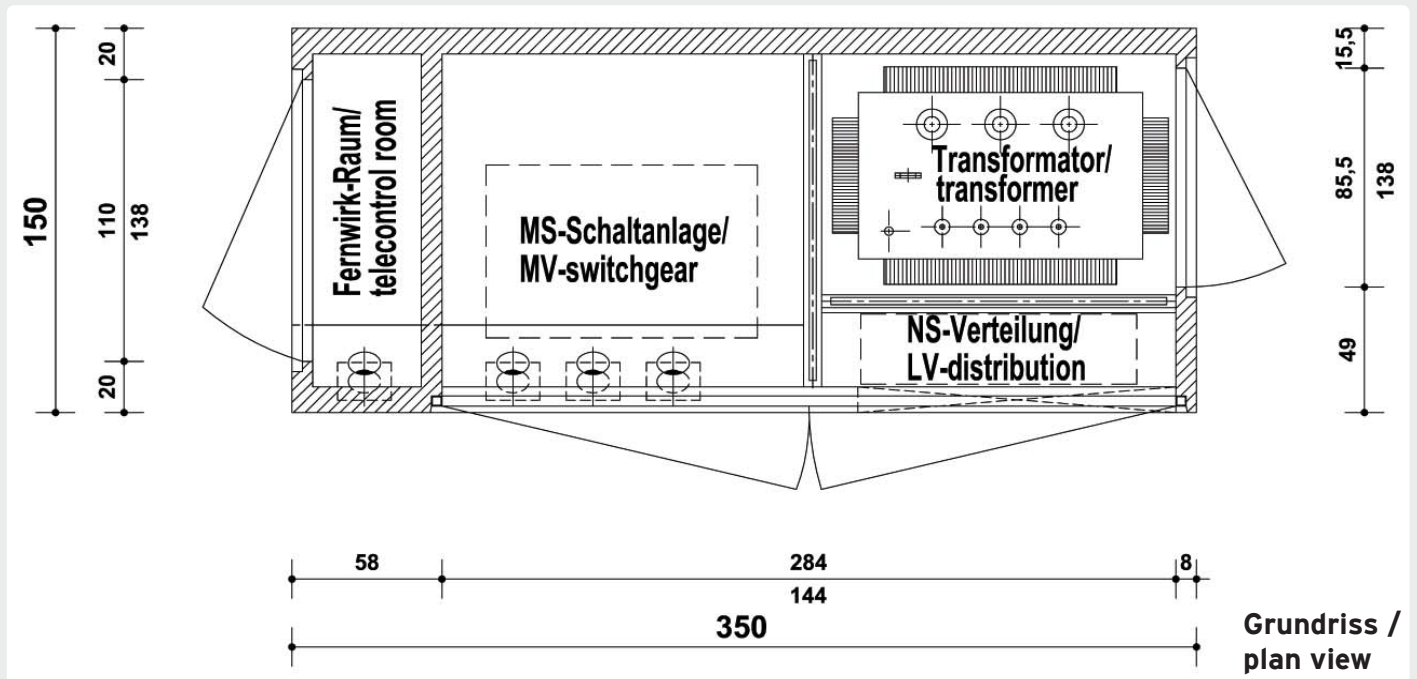 20
150
110
138
20
Fernwirk-Raum/
telecontrol room
MS-Schaltanlage/
MV-switchgear
Transformator/
transformer
NS-Verteilung/
LV-distribution
15,5
85,5
138
49
58
284
144
8
350
Grundriss /
plan view